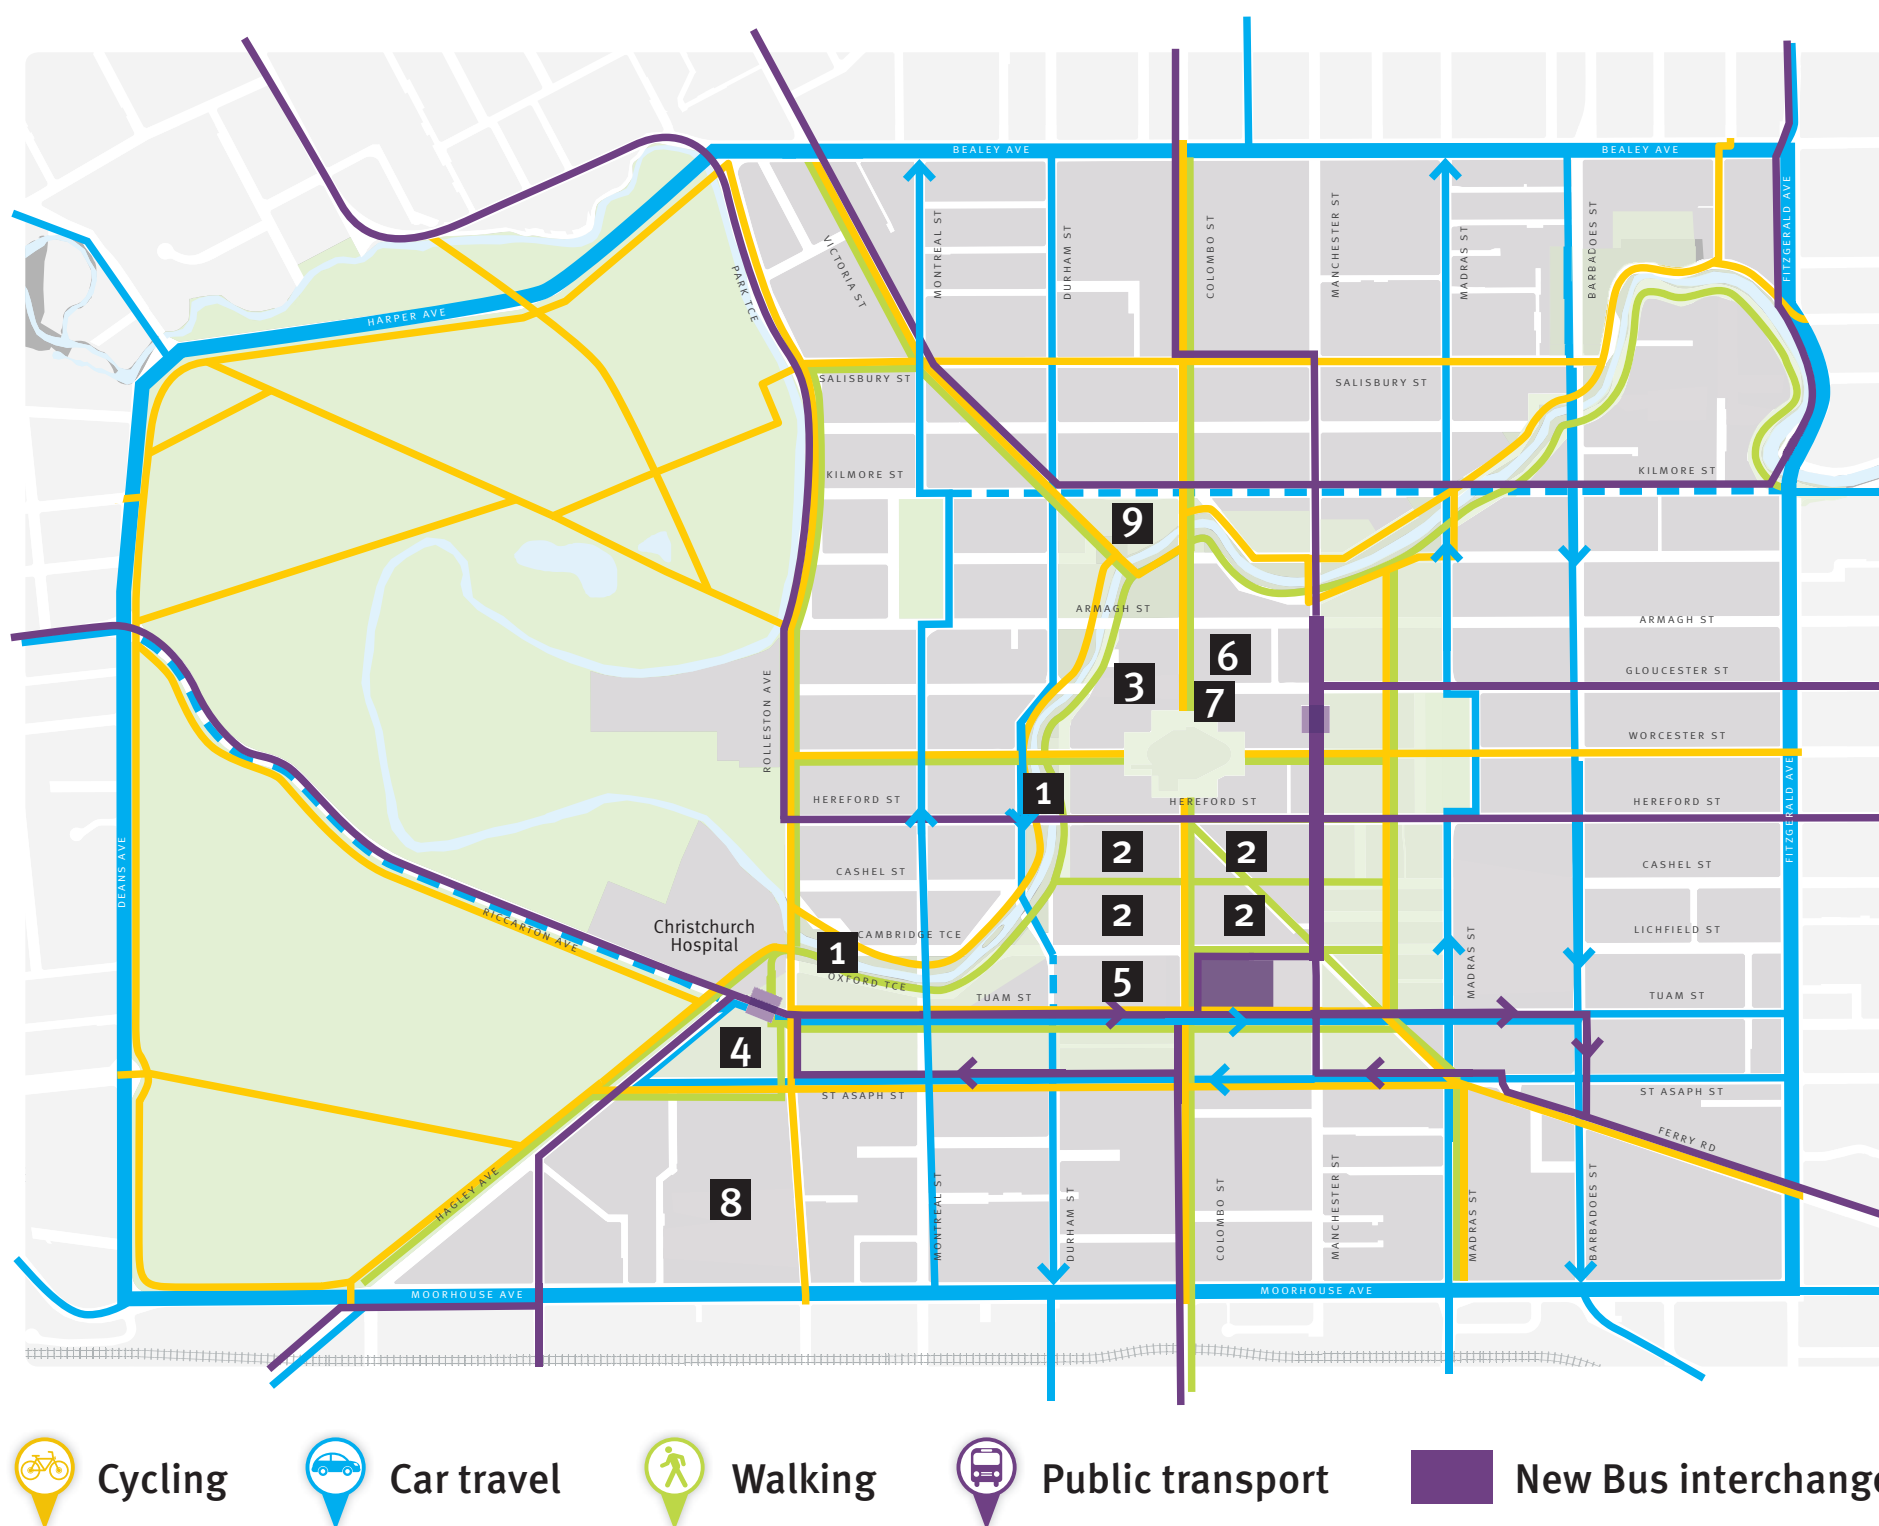 BEALEY AVE
BEALEY AVE
FITZGERALD AVE
MONTREAL ST
DURHAM ST
COLOMBO ST
MANCHESTER ST
MADRAS ST
BARBADOES ST
VICTORIA ST
PARK TCE
HARPER AVE
SALISBURY ST
SALISBURY ST
KILMORE ST
KILMORE ST
9
ARMAGH ST
ARMAGH ST
6
GLOUCESTER ST
3
7
ROLLESTON AVE
WORCESTER ST
1
HEREFORD ST
HEREFORD ST
HEREFORD ST
FITZGERALD AVE
DEANS AVE
2
2
CASHEL ST
CASHEL ST
RICCARTON AVE
Christchurch
Hospital
2
2
CAMBRIDGE TCE
LICHFIELD ST
1
OXFORD TCE
5
MADRAS ST
TUAM ST
TUAM ST
4
ST ASAPH ST
ST ASAPH ST
FERRY RD
HAGLEY AVE
8
MONTREAL ST
DURHAM ST
COLOMBO ST
MANCHESTER ST
MADRAS ST
BARBADOES ST
MOORHOUSE AVE
MOORHOUSE AVE
Cycling
Car travel
Walking
Public transport
New Bus interchange